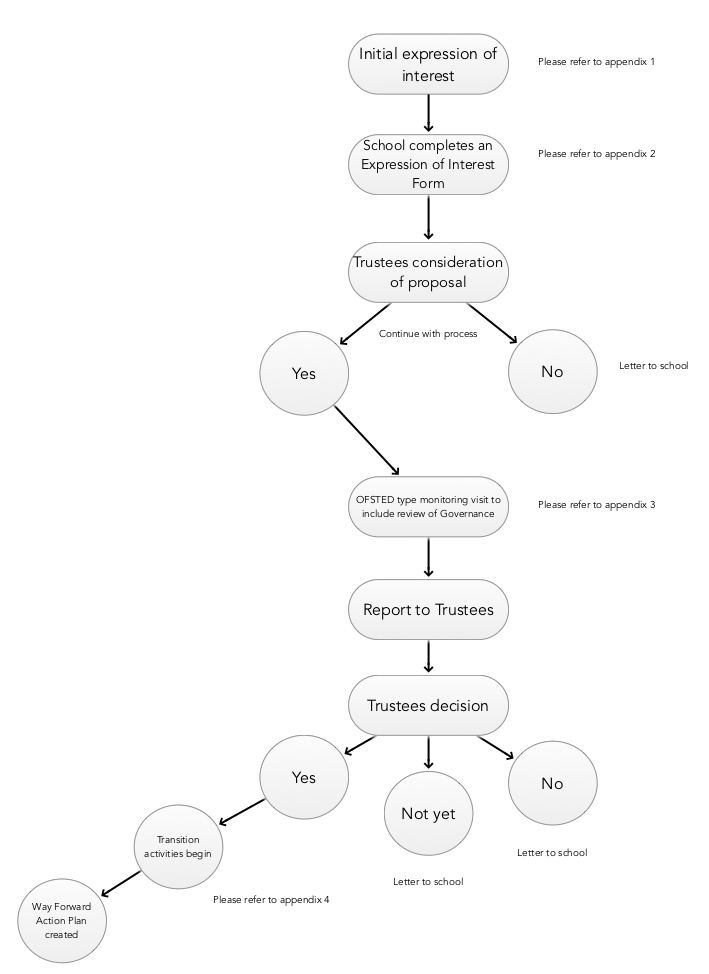 Initial expression of
interest
Please refer to appendix 1
School completes an
Expression of Interest
Form
Please refer to appendix 2
Trustees consideration
of proposal
Continue with process
Yes
No
Letter to school
OFSTED type monitoring visit to
include review of Governance
Please refer to appendix 3
Report to Trustees
Trustees decision
Yes
Not yet
No
Letter to school
Letter to school
Transition
activities begin
Please refer to appendix 4
Way Forward
Action Plan
created